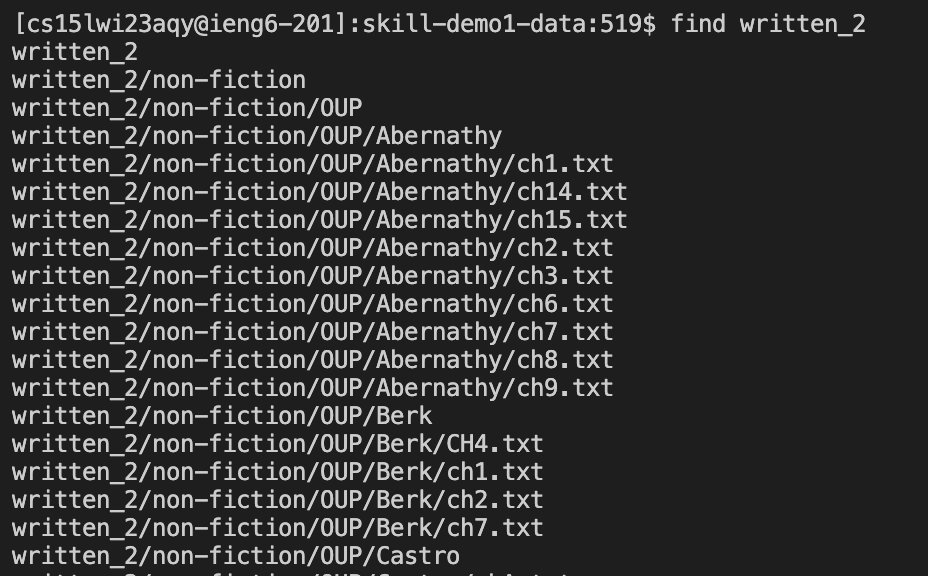 [cs15lwi23aqy@ieng6-201]:skill-demo1-data:519$ find written_2
written_2
written_2/non-fiction
written_2/non-fiction/OUP
written_2/non-fiction/OUP/Abernathy
written_2/non-fiction/OUP/Abernathy/ch1.txt
written_2/non-fiction/OUP/Abernathy/ch14.txt
written_2/non-fiction/OUP/Abernathy/ch15.txt
written_2/non-fiction/OUP/Abernathy/ch2.txt
written_2/non-fiction/OUP/Abernathy/ch3.txt
written_2/non-fiction/OUP/Abernathy/ch6.txt
written_2/non-fiction/OUP/Abernathy/ch7.txt
written_2/non-fiction/OUP/Abernathy/ch8.txt
written_2/non-fiction/OUP/Abernathy/ch9.txt
written_2/non-fiction/OUP/Berk
written_2/non-fiction/OUP/Berk/CH4.txt
written_2/non-fiction/OUP/Berk/ch1.txt
written_2/non-fiction/OUP/Berk/ch2.txt
written_2/non-fiction/OUP/Berk/ch7.txt
written_2/non-fiction/OUP/Castro